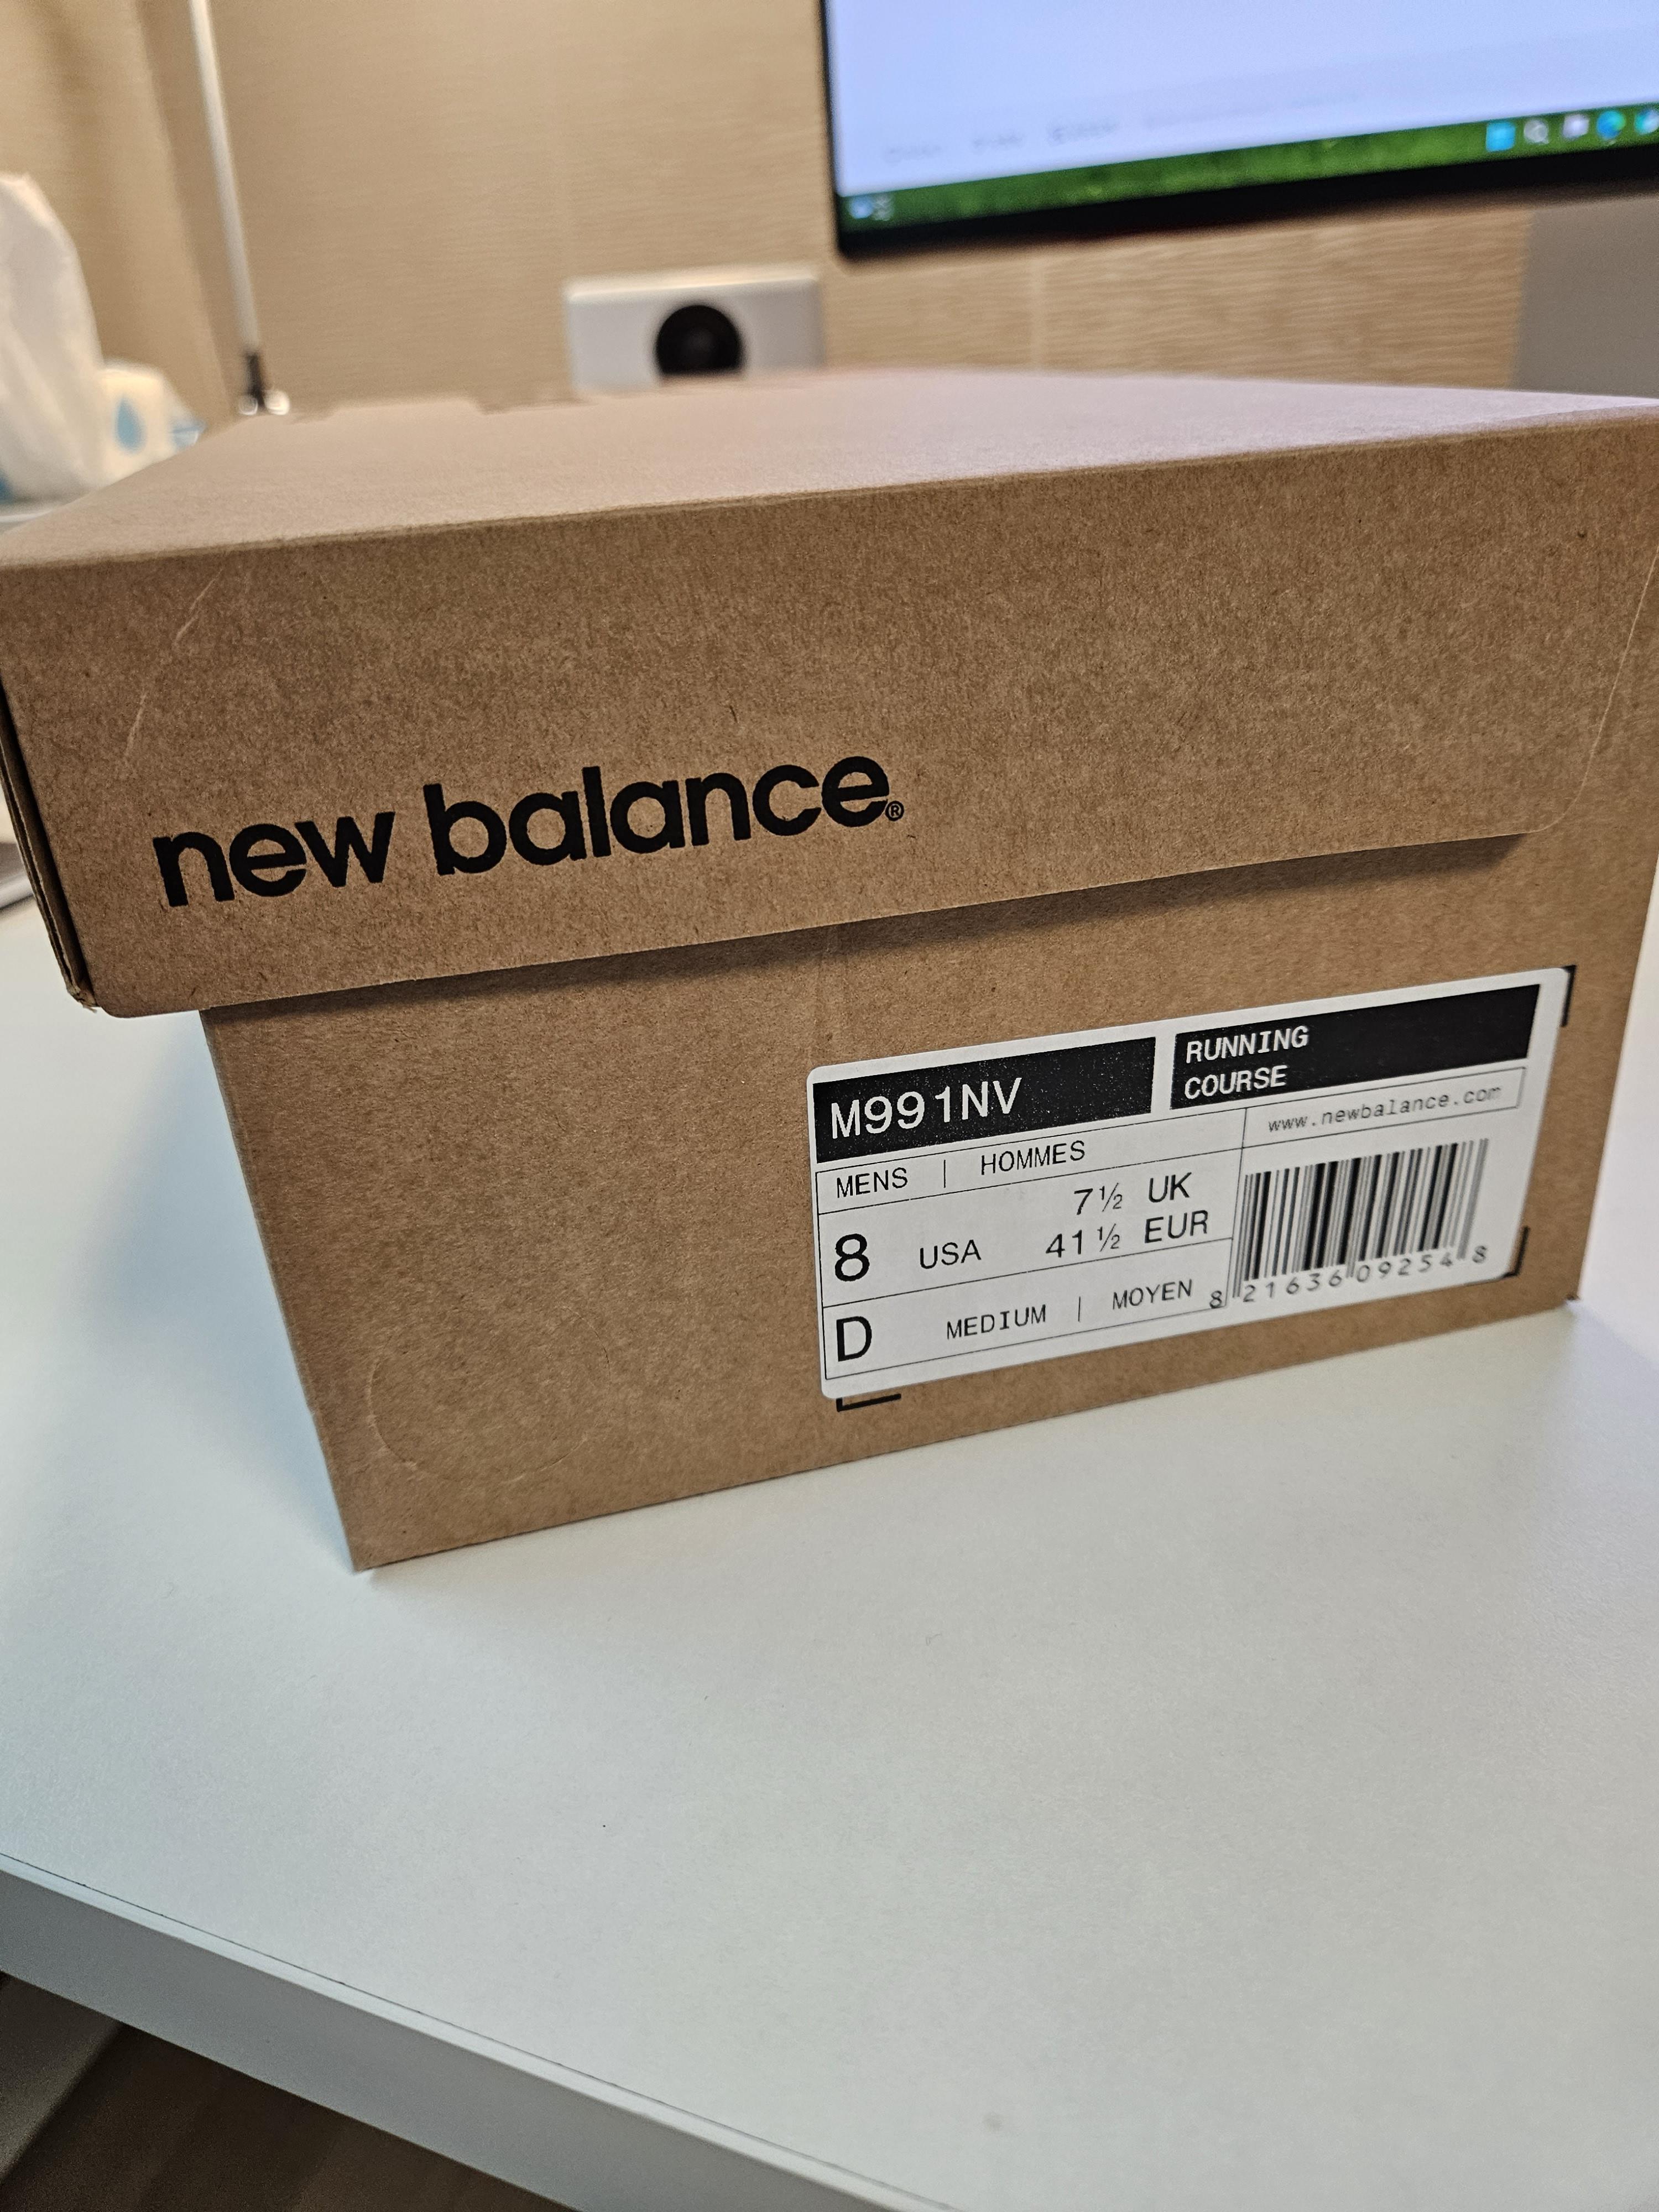 new balance®
M991NV
RUNNING
COURSE
MENS | HOMMES
www.newbalance.com
8 USA 7½ UK
41½ EUR
D MEDIUM | MOYEN
8 21636 09254 8